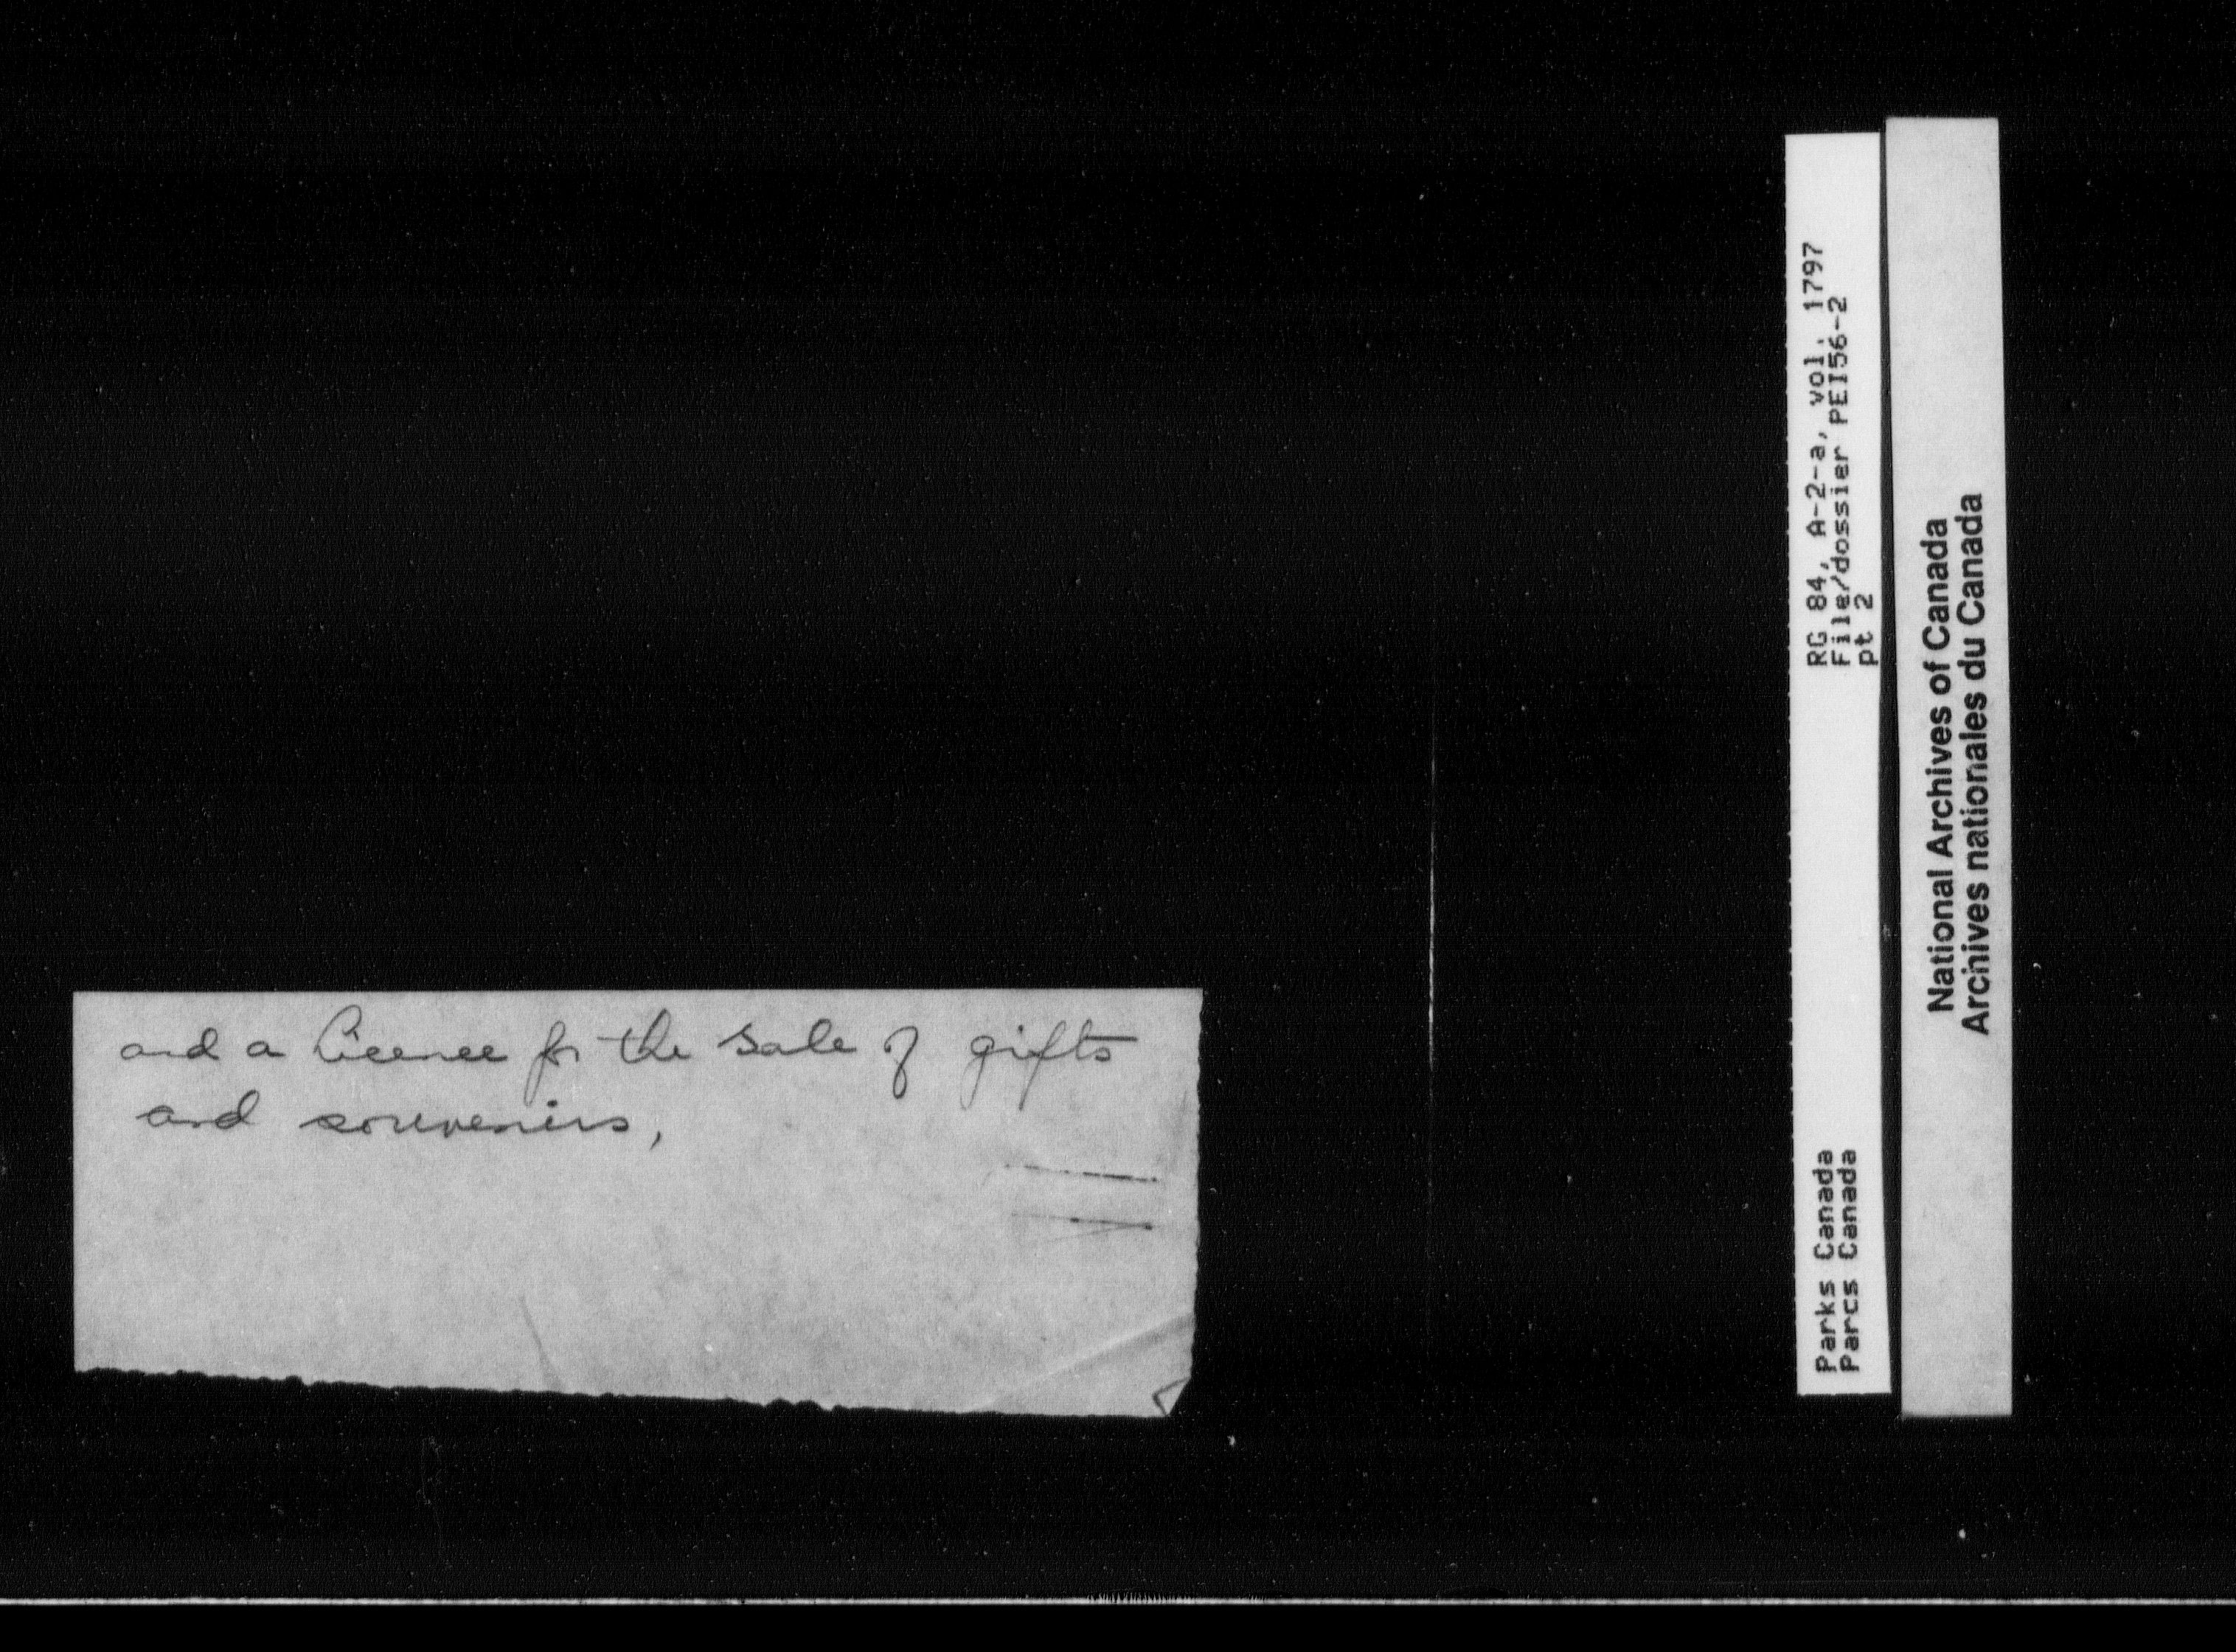 and a licence for the sale of gifts
and souvenirs,
RG 84, A-2-a, vol. 1797
File/dossier PEI56-2
pt 2
Parks Canada
Parcs Canada
National Archives of Canada
Archives nationales du Canada